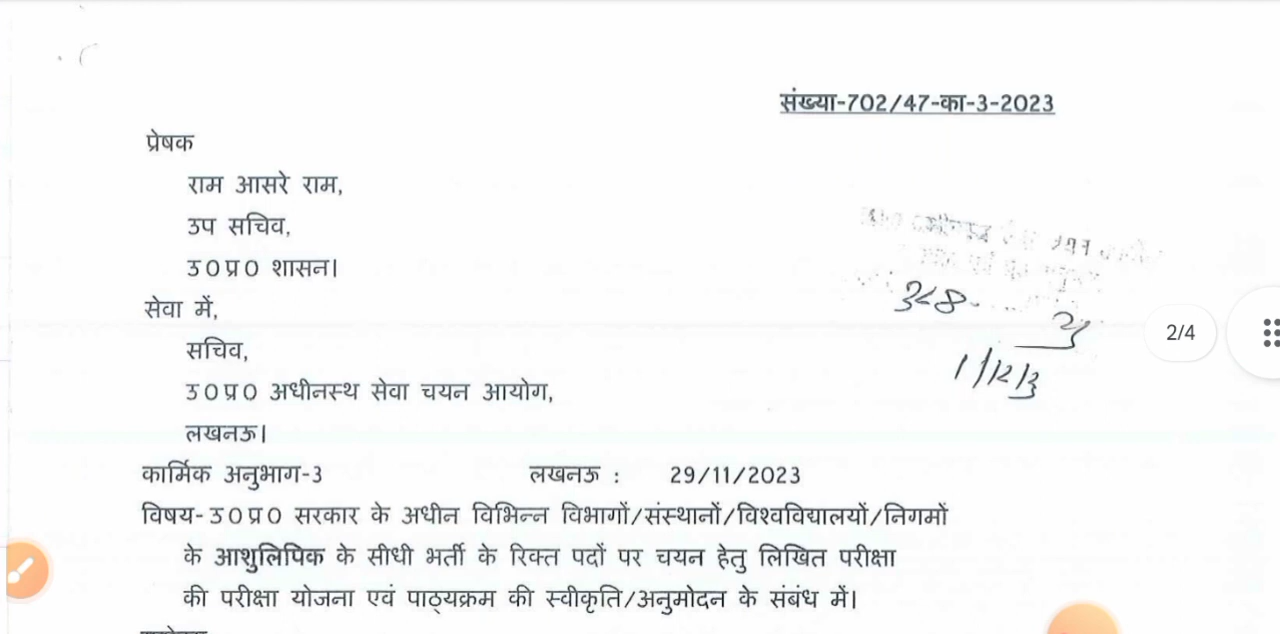 संख्या-702/47-का-3-2023
प्रेषक
राम आसरे राम,
उप सचिव,
उ0प्र0 शासन।
सेवा में,
सचिव,
उ0प्र0 अधीनस्थ सेवा चयन आयोग,
लखनऊ।
कार्मिक अनुभाग-3 लखनऊ : 29/11/2023
विषय- उ0प्र0 सरकार के अधीन विभिन्न विभागों/संस्थानों/विश्वविद्यालयों/निगमों
के आशुलिपिक के सीधी भर्ती के रिक्त पदों पर चयन हेतु लिखित परीक्षा
की परीक्षा योजना एवं पाठ्यक्रम की स्वीकृति/अनुमोदन के संबंध में।
2/4